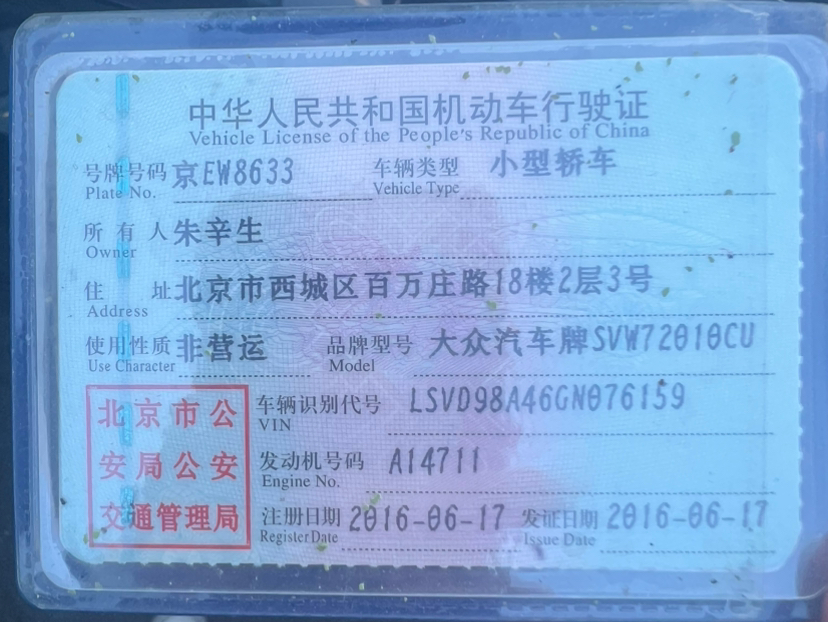 中华人民共和国机动车行驶证
Vehicle License of the People's Republic of China
号牌号码 京EW8633 车辆类型 小型轿车
Plate No. Vehicle Type
所有人 朱辛生
Owner
住址 北京市西城区百万庄路18楼2层3号
Address
使用性质 非营运 品牌型号 大众汽车牌SVW72010CU
Use Character Model
北京市公安局公安交通管理局
车辆识别代号 LSVD98A46GN076159
VIN
发动机号码 A14711
Engine No.
注册日期 2016-06-17 发证日期 2016-06-17
Register Date Issue Date